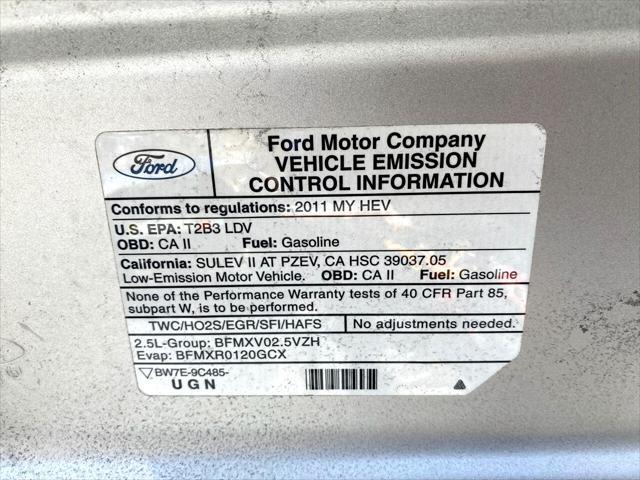 Ford
Ford Motor Company
VEHICLE EMISSION
CONTROL INFORMATION
Conforms to regulations: 2011 MY HEV
U.S. EPA: T2B3 LDV
OBD: CA II Fuel: Gasoline
California: SULEV II AT PZEV, CA HSC 39037.05
Low-Emission Motor Vehicle. OBD: CA II Fuel: Gasoline
None of the Performance Warranty tests of 40 CFR Part 85,
subpart W, is to be performed.
TWC/HO2S/EGR/SFI/HAFS No adjustments needed.
2.5L-Group: BFMXV02.5VZH
Evap: BFMXR0120GCX
BW7E-9C485-
UGN